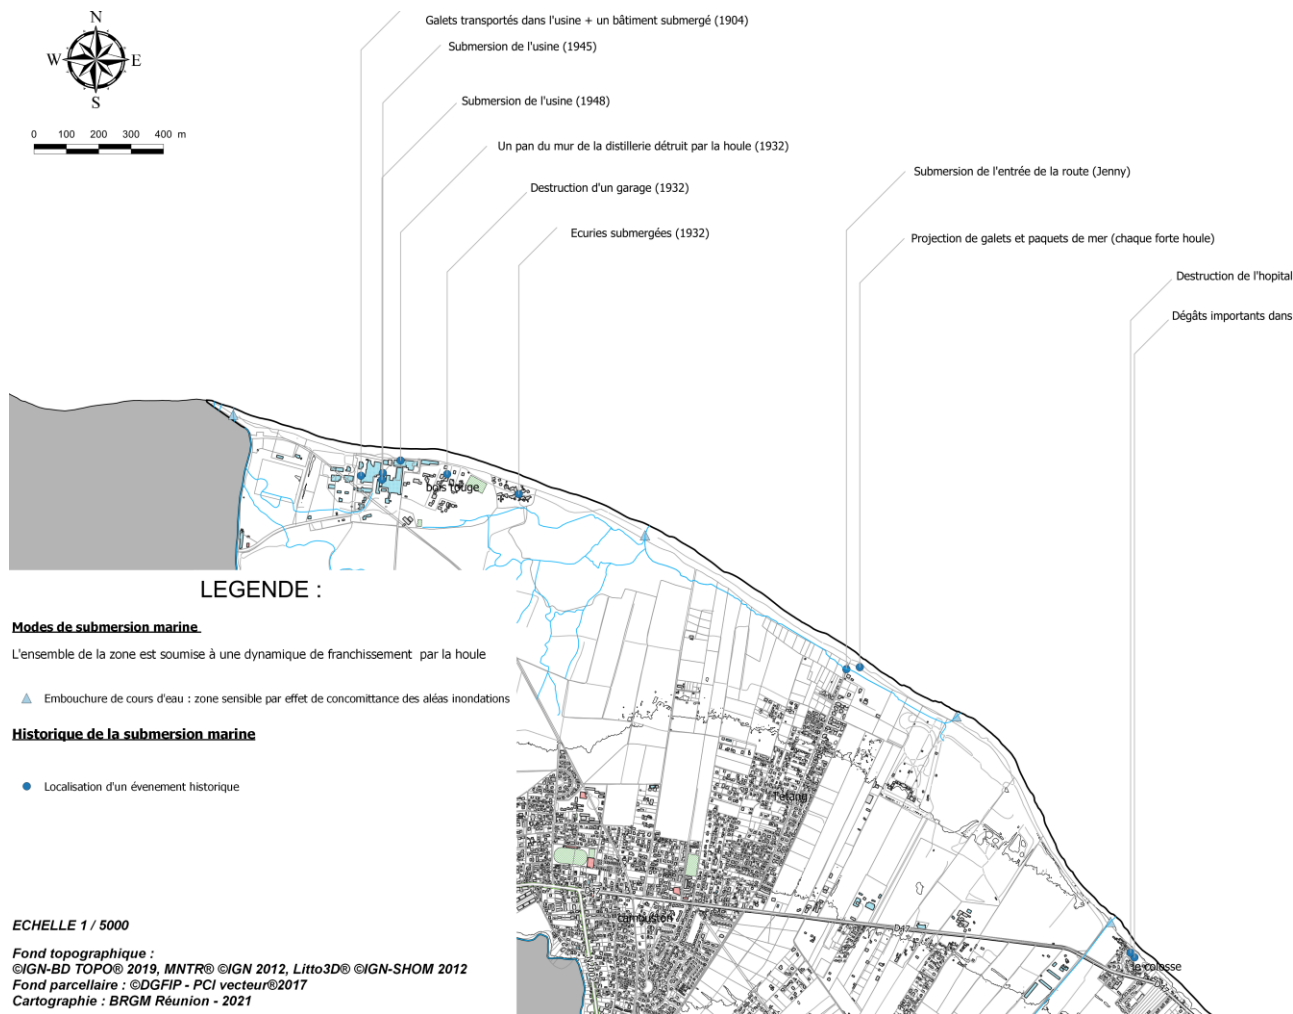 N
W E
S
0 100 200 300 400 m
Galets transportés dans l'usine + un bâtiment submergé (1904)
Submersion de l'usine (1945)
Submersion de l'usine (1948)
Un pan du mur de la distillerie détruit par la houle (1932)
Destruction d'un garage (1932)
Ecuries submergées (1932)
Submersion de l'entrée de la route (Jenny)
Projection de galets et paquets de mer (chaque forte houle)
Destruction de l'hopital
Dégâts importants dans
bois rouge
l'etang
cambuston
D47
le colosse
LEGENDE :
Modes de submersion marine
L'ensemble de la zone est soumise à une dynamique de franchissement par la houle
Embouchure de cours d'eau : zone sensible par effet de concomittance des aléas inondations
Historique de la submersion marine
Localisation d'un évenement historique
ECHELLE 1 / 5000
Fond topographique :
©IGN-BD TOPO® 2019, MNTR® ©IGN 2012, Litto3D® ©IGN-SHOM 2012
Fond parcellaire : ©DGFIP - PCI vecteur®2017
Cartographie : BRGM Réunion - 2021